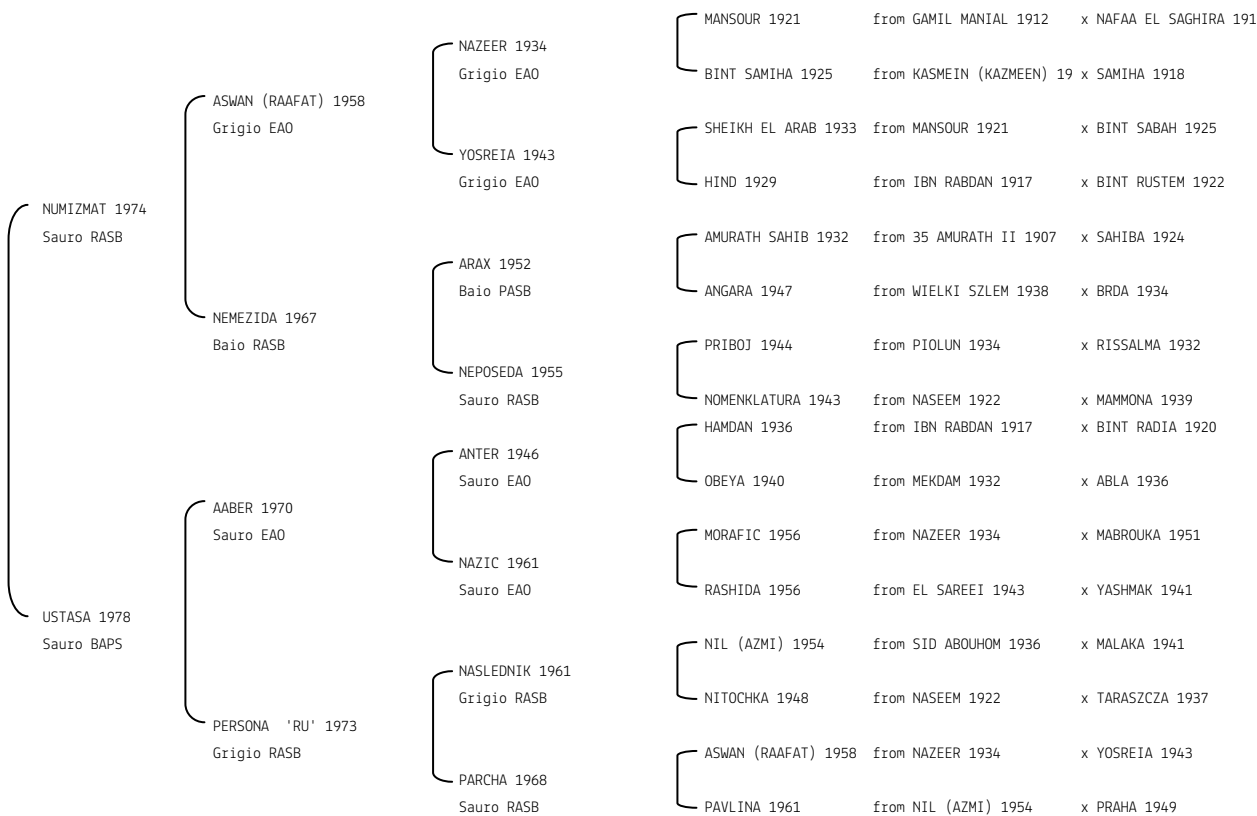 MANSOUR 1921 from GAMIL MANIAL 1912 x NAFAA EL SAGHIRA 191
NAZEER 1934
Grigio EAO
BINT SAMIHA 1925 from KASMEIN (KAZMEEN) 19 x SAMIHA 1918
ASWAN (RAAFAT) 1958
Grigio EAO
SHEIKH EL ARAB 1933 from MANSOUR 1921 x BINT SABAH 1925
YOSREIA 1943
Grigio EAO
HIND 1929 from IBN RABDAN 1917 x BINT RUSTEM 1922
NUMIZMAT 1974
Sauro RASB
AMURATH SAHIB 1932 from 35 AMURATH II 1907 x SAHIBA 1924
ARAX 1952
Baio PASB
ANGARA 1947 from WIELKI SZLEM 1938 x BRDA 1934
NEMEZIDA 1967
Baio RASB
PRIBOJ 1944 from PIOLUN 1934 x RISSALMA 1932
NEPOSEDA 1955
Sauro RASB
NOMENKLATURA 1943 from NASEEM 1922 x MAMMONA 1939
HAMDAN 1936 from IBN RABDAN 1917 x BINT RADIA 1920
ANTER 1946
Sauro EAO
OBEYA 1940 from MEKDAM 1932 x ABLA 1936
AABER 1970
Sauro EAO
MORAFIC 1956 from NAZEER 1934 x MABROUKA 1951
NAZIC 1961
Sauro EAO
RASHIDA 1956 from EL SAREEI 1943 x YASHMAK 1941
USTASA 1978
Sauro BAPS
NIL (AZMI) 1954 from SID ABOUHOM 1936 x MALAKA 1941
NASLEDNIK 1961
Grigio RASB
NITOCHKA 1948 from NASEEM 1922 x TARASZCZA 1937
PERSONA 'RU' 1973
Grigio RASB
ASWAN (RAAFAT) 1958 from NAZEER 1934 x YOSREIA 1943
PARCHA 1968
Sauro RASB
PAVLINA 1961 from NIL (AZMI) 1954 x PRAHA 1949